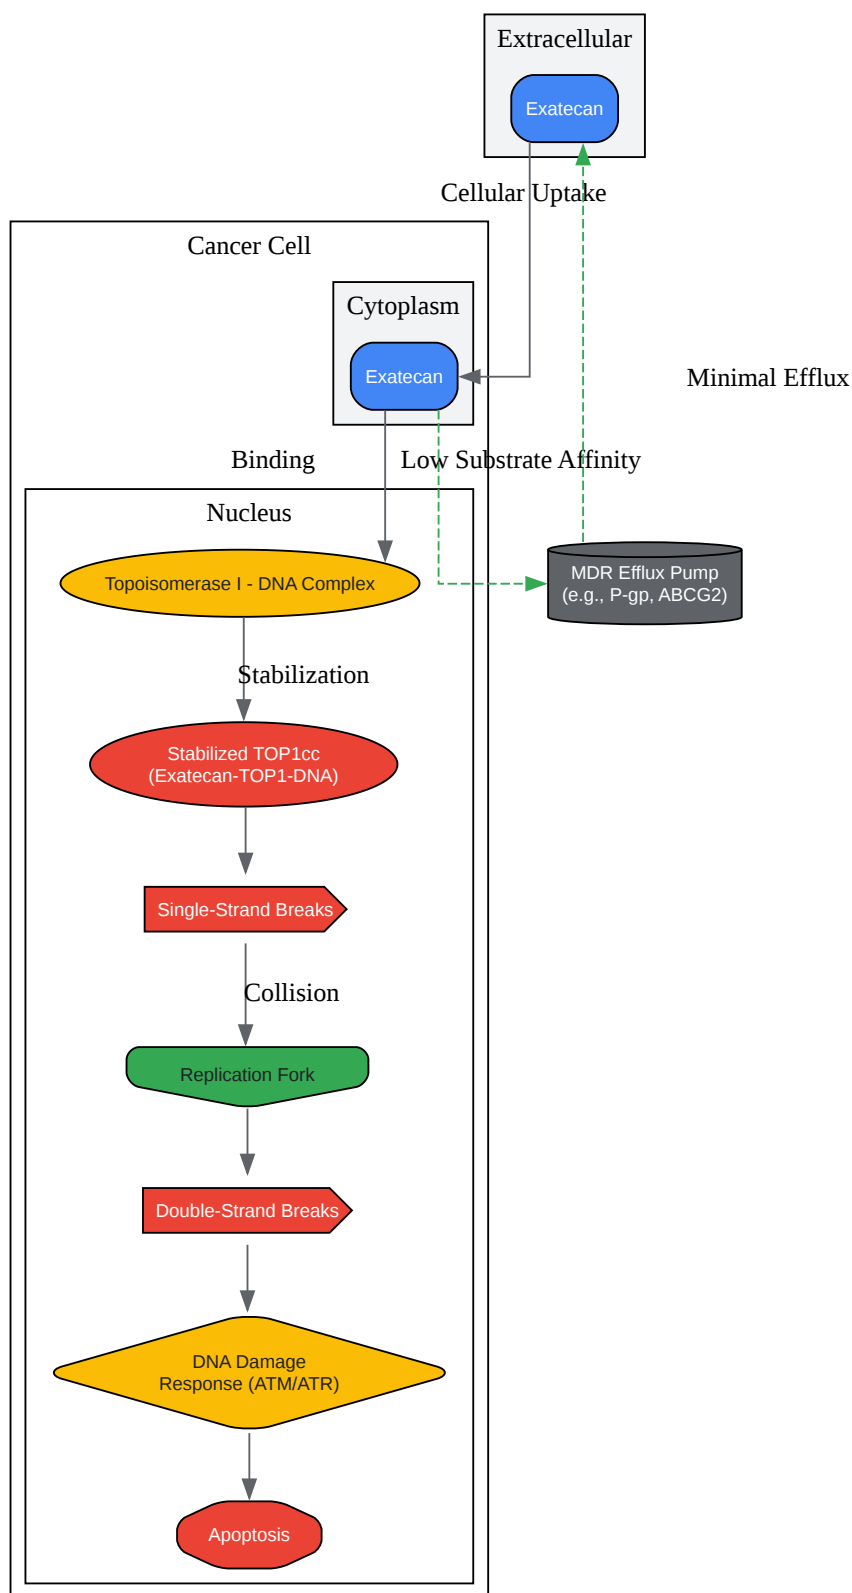 Extracellular
Exatecan
Cellular Uptake
Cancer Cell
Cytoplasm
Exatecan
Minimal Efflux
Binding
Low Substrate Affinity
Nucleus
Topoisomerase I - DNA Complex
MDR Efflux Pump
(e.g., P-gp, ABCG2)
Stabilization
Stabilized TOP1cc
(Exatecan-TOP1-DNA)
Single-Strand Breaks
Collision
Replication Fork
Double-Strand Breaks
DNA Damage
Response (ATM/ATR)
Apoptosis